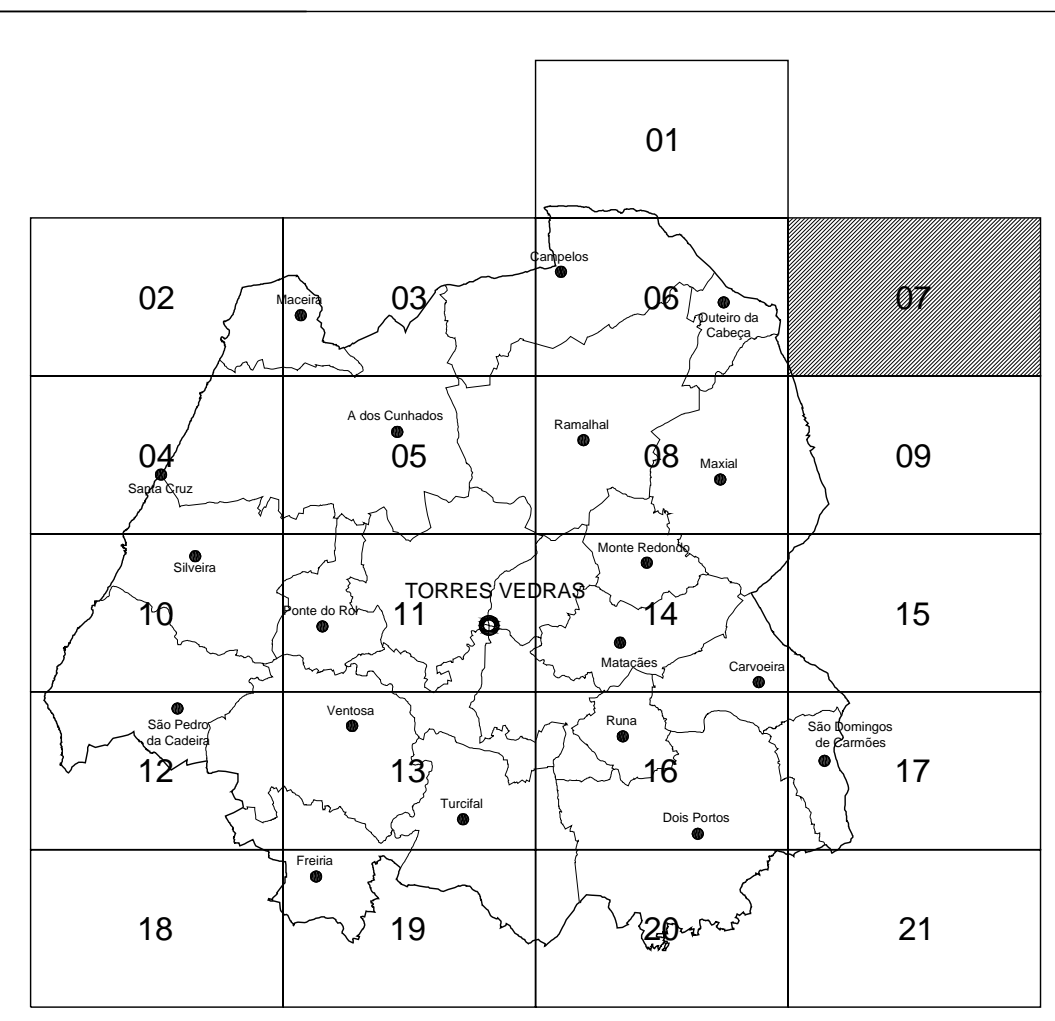 01
Campelos
02
Maceira
03
06
07
Outeiro da
Cabeça
A dos Cunhados
Ramalhal
04
05
08
Maxial
09
Santa Cruz
Monte Redondo
Silveira
TORRES VEDRAS
10
Ponte do Rol
11
14
15
Matacães
Carvoeira
São Pedro
da Cadeira
Ventosa
Runa
São Domingos
de Carmões
12
13
16
17
Turcifal
Dois Portos
Freiria
18
19
20
21